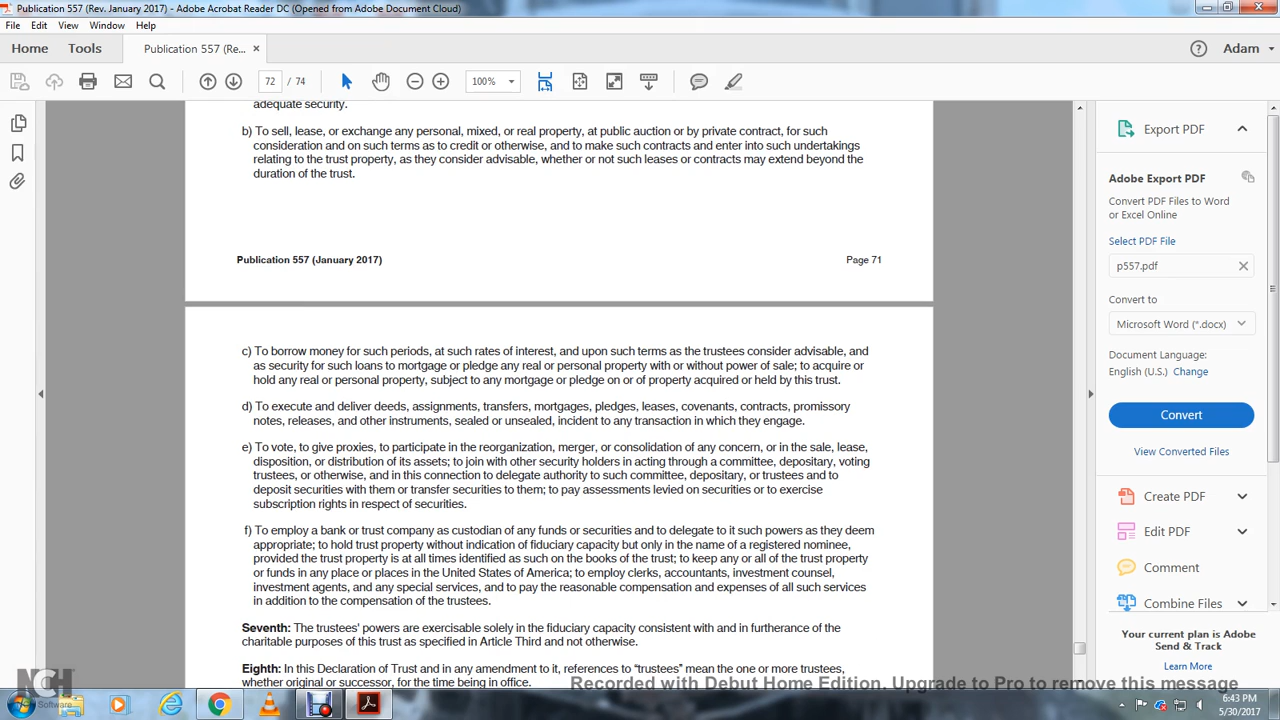 Publication 557 (Rev. January 2017) - Adobe Acrobat Reader DC (Opened from Adobe Document Cloud)
File Edit View Window Help
Home Tools Publication 557 (Re... × Adam
72 / 74 100%
adequate security.
b) To sell, lease, or exchange any personal, mixed, or real property, at public auction or by private contract, for such
consideration and on such terms as to credit or otherwise, and to make such contracts and enter into such undertakings
relating to the trust property, as they consider advisable, whether or not such leases or contracts may extend beyond the
duration of the trust.
Publication 557 (January 2017) Page 71
c) To borrow money for such periods, at such rates of interest, and upon such terms as the trustees consider advisable, and
as security for such loans to mortgage or pledge any real or personal property with or without power of sale; to acquire or
hold any real or personal property, subject to any mortgage or pledge on or of property acquired or held by this trust.
d) To execute and deliver deeds, assignments, transfers, mortgages, pledges, leases, covenants, contracts, promissory
notes, releases, and other instruments, sealed or unsealed, incident to any transaction in which they engage.
e) To vote, to give proxies, to participate in the reorganization, merger, or consolidation of any concern, or in the sale, lease,
disposition, or distribution of its assets; to join with other security holders in acting through a committee, depositary, voting
trustees, or otherwise, and in this connection to delegate authority to such committee, depositary, or trustees and to
deposit securities with them or transfer securities to them; to pay assessments levied on securities or to exercise
subscription rights in respect of securities.
f) To employ a bank or trust company as custodian of any funds or securities and to delegate to it such powers as they deem
appropriate; to hold trust property without indication of fiduciary capacity but only in the name of a registered nominee,
provided the trust property is at all times identified as such on the books of the trust; to keep any or all of the trust property
or funds in any place or places in the United States of America; to employ clerks, accountants, investment counsel,
investment agents, and any special services, and to pay the reasonable compensation and expenses of all such services
in addition to the compensation of the trustees.
Seventh: The trustees' powers are exercisable solely in the fiduciary capacity consistent with and in furtherance of the
charitable purposes of this trust as specified in Article Third and not otherwise.
Eighth: In this Declaration of Trust and in any amendment to it, references to “trustees” mean the one or more trustees,
whether original or successor, for the time being in office.
Export PDF
Adobe Export PDF
Convert PDF Files to Word
or Excel Online
Select PDF File
p557.pdf
Convert to
Microsoft Word (*.docx)
Document Language:
English (U.S.) Change
Convert
View Converted Files
Create PDF
Edit PDF
Comment
Combine Files
Your current plan is Adobe
Send & Track
Learn More
Recorded with Debut Home Edition. Upgrade to Pro to remove this message
NCH
Software
6:43 PM
5/30/2017